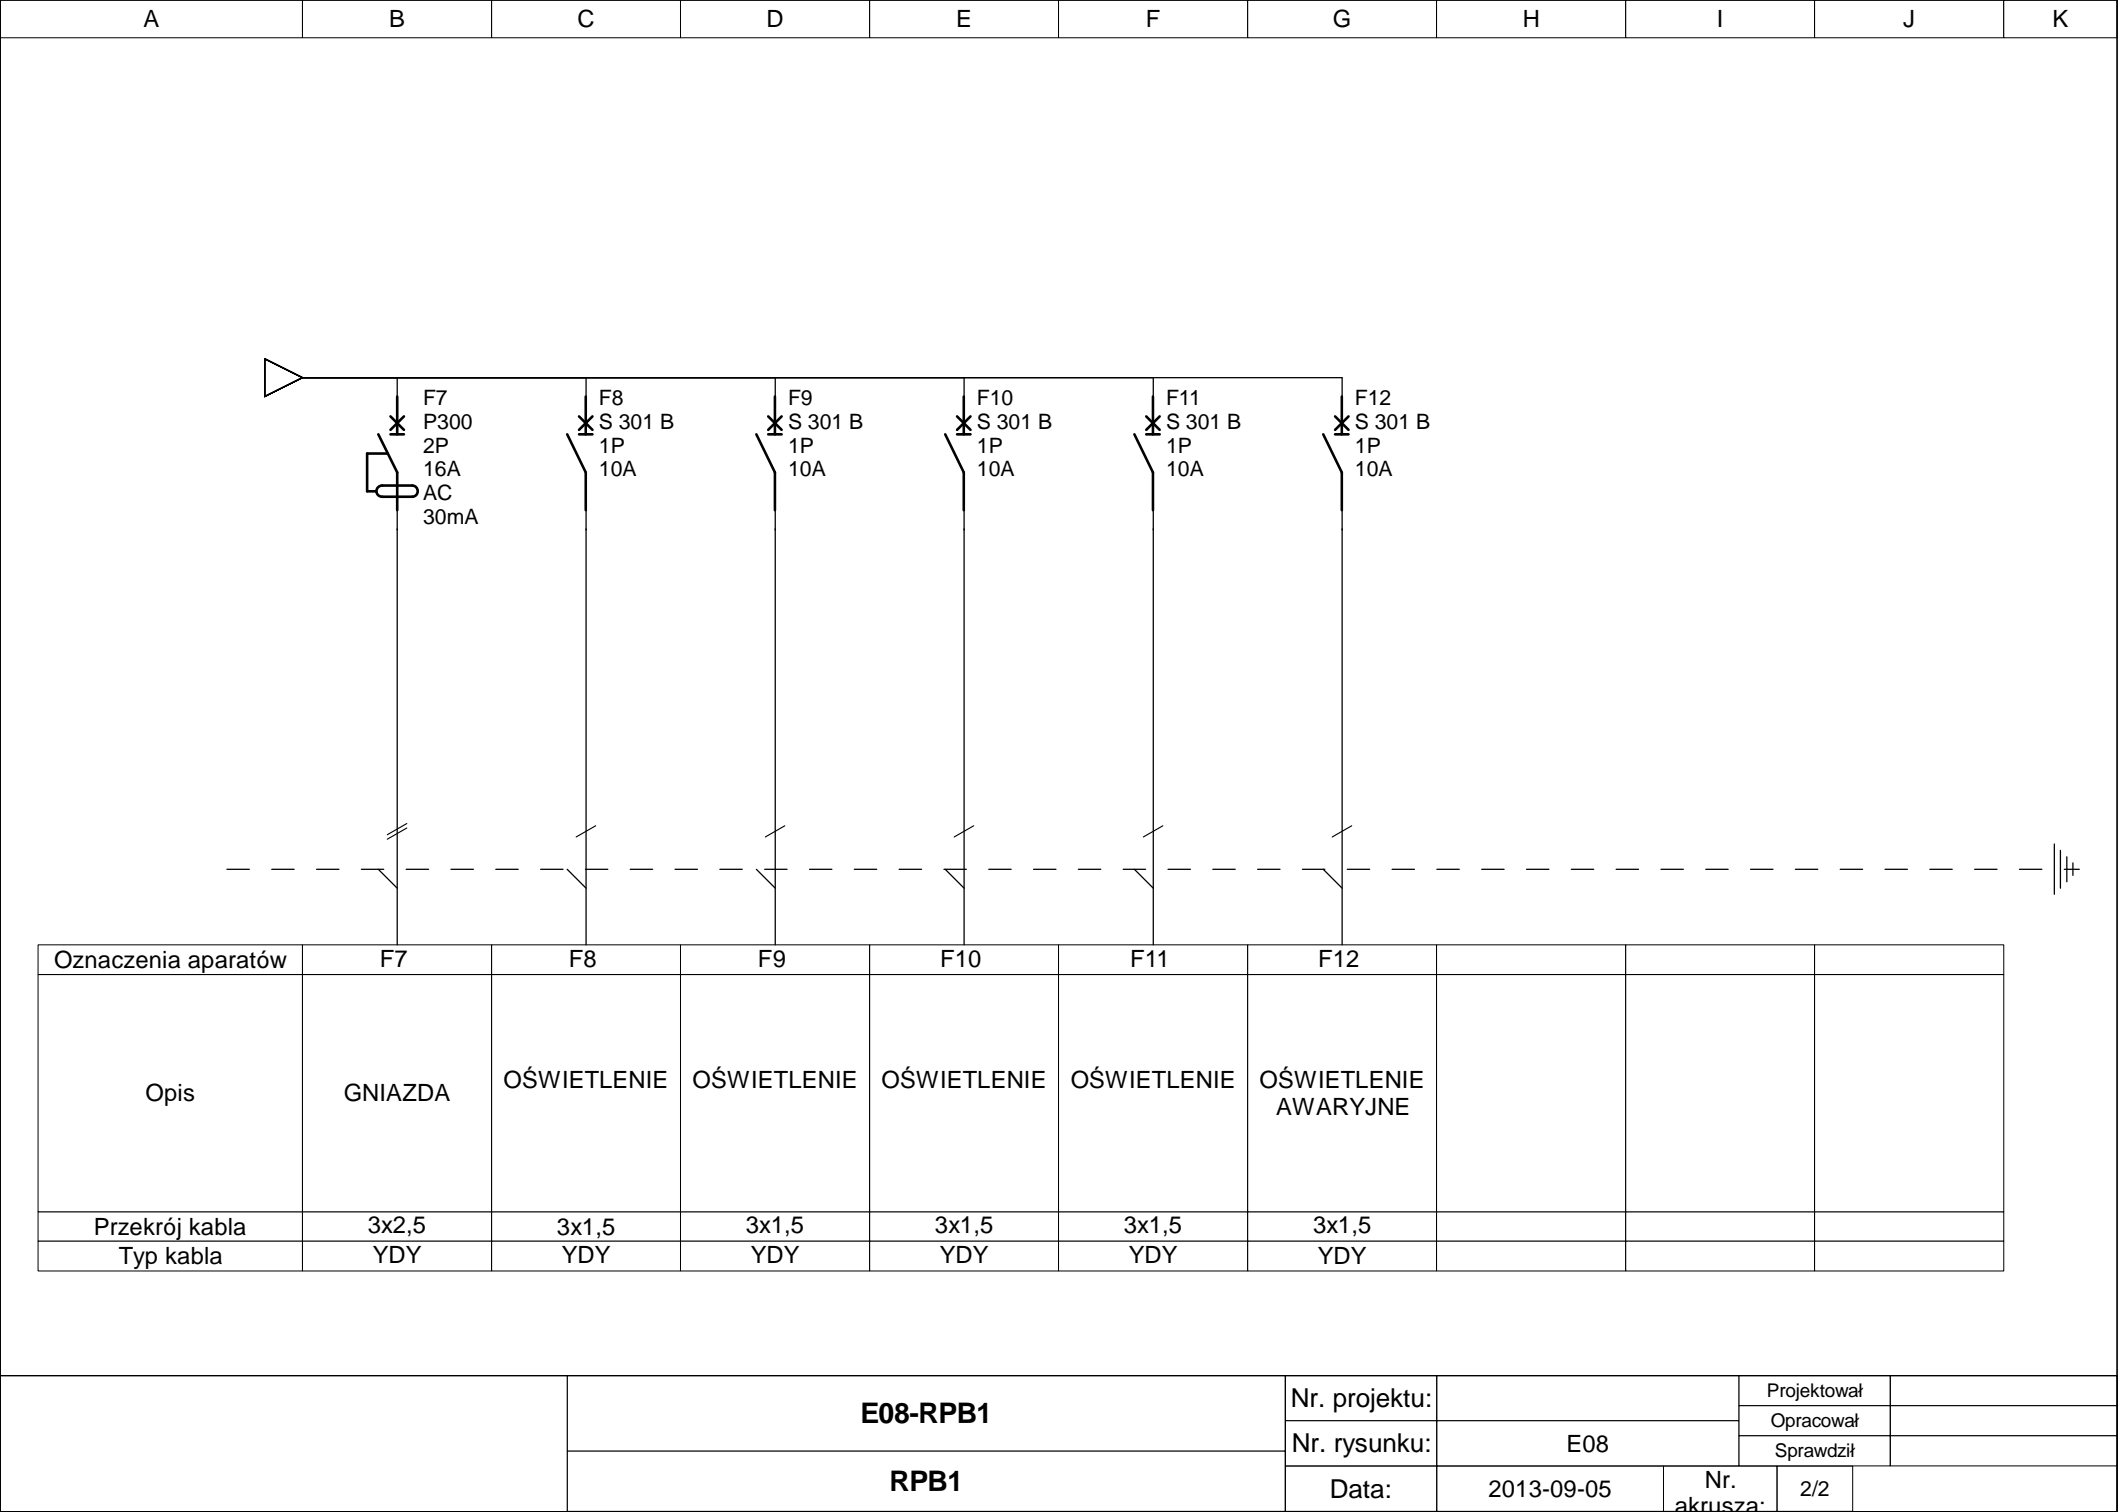 A B C D E F G H I J K
F7 F8 F9 F10 F11 F12
P300 S 301 B S 301 B S 301 B S 301 B S 301 B
2P 1P 1P 1P 1P 1P
16A 10A 10A 10A 10A 10A
AC
30mA
Oznaczenia aparatów F7 F8 F9 F10 F11 F12
Opis GNIAZDA OŚWIETLENIE OŚWIETLENIE OŚWIETLENIE OŚWIETLENIE OŚWIETLENIE
AWARYJNE
Przekrój kabla 3x2,5 3x1,5 3x1,5 3x1,5 3x1,5 3x1,5
Typ kabla YDY YDY YDY YDY YDY YDY
E08-RPB1
RPB1
Nr. projektu:
Nr. rysunku: E08
Data: 2013-09-05
Projektował
Opracował
Sprawdził
Nr.
akrusza:
2/2